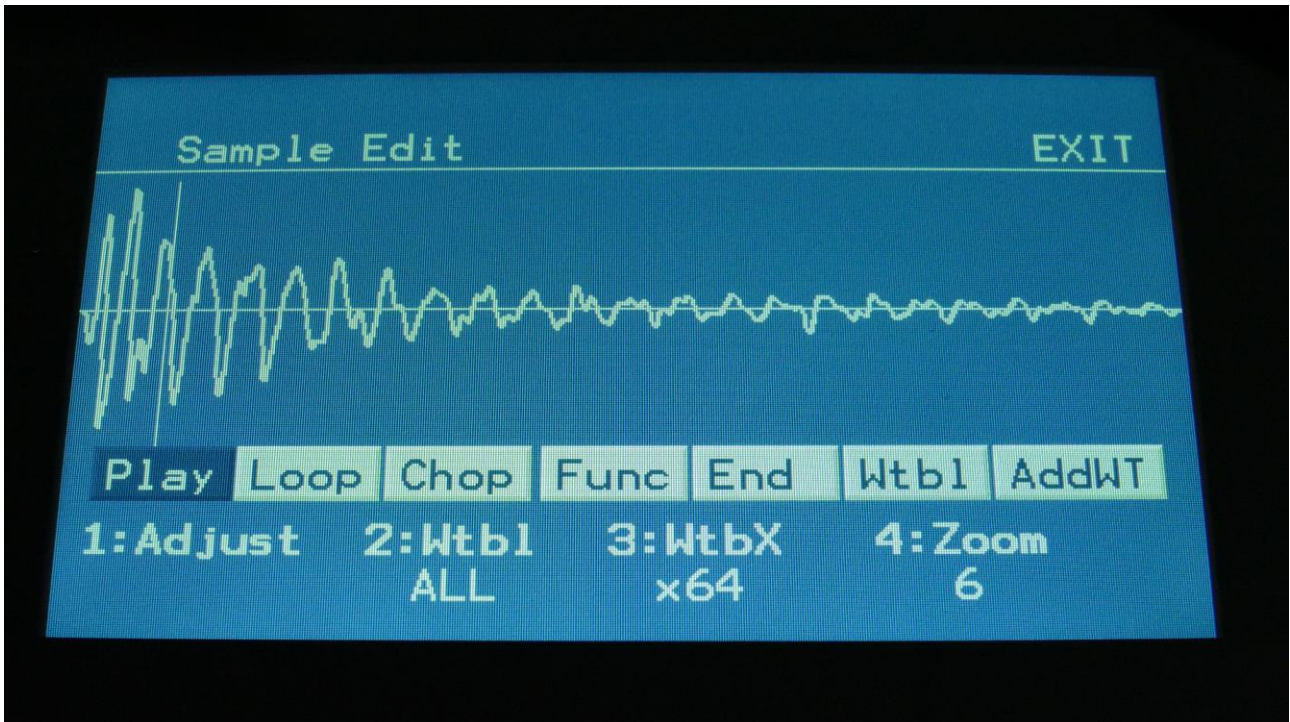 Sample Edit EXIT
Play Loop Chop Func End Wtbl AddWT
1:Adjust 2:Wtbl 3:WtbX 4:Zoom
ALL x64 6